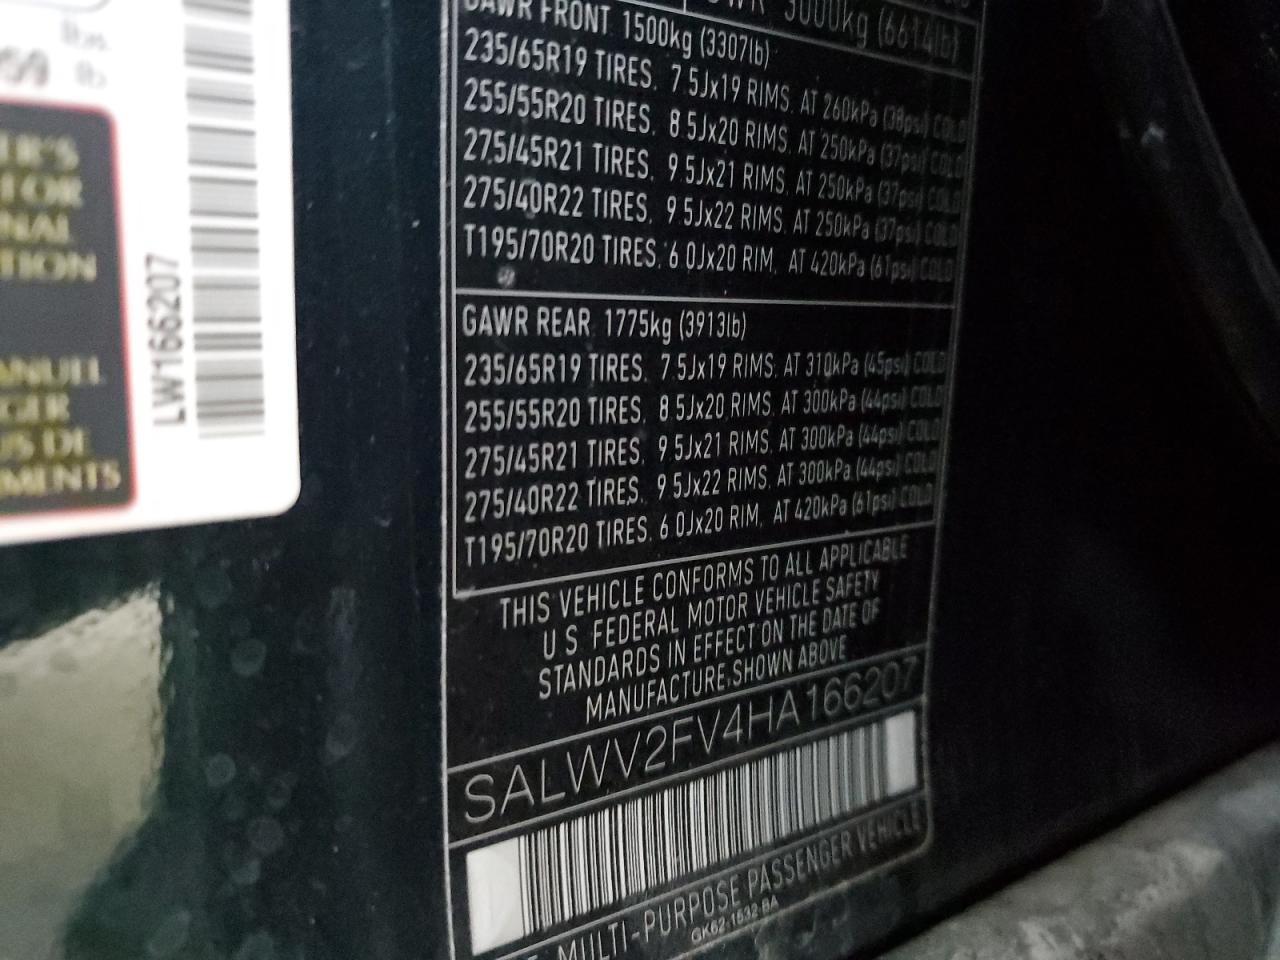 lbs.
lb
LW166207
3000kg (6614lb)
GAWR FRONT 1500kg (3307lb)
235/65R19 TIRES, 7.5Jx19 RIMS, AT 260kPa (38psi) COLD
255/55R20 TIRES, 8.5Jx20 RIMS, AT 250kPa (37psi) COLD
275/45R21 TIRES, 9.5Jx21 RIMS, AT 250kPa (37psi) COLD
275/40R22 TIRES, 9.5Jx22 RIMS, AT 250kPa (37psi) COLD
T195/70R20 TIRES, 6.0Jx20 RIM, AT 420kPa (61psi) COLD
GAWR REAR 1775kg (3913lb)
235/65R19 TIRES, 7.5Jx19 RIMS, AT 310kPa (45psi) COLD
255/55R20 TIRES, 8.5Jx20 RIMS, AT 300kPa (44psi) COLD
275/45R21 TIRES, 9.5Jx21 RIMS, AT 300kPa (44psi) COLD
275/40R22 TIRES, 9.5Jx22 RIMS, AT 300kPa (44psi) COLD
T195/70R20 TIRES, 6.0Jx20 RIM, AT 420kPa (61psi) COLD
THIS VEHICLE CONFORMS TO ALL APPLICABLE
U S FEDERAL MOTOR VEHICLE SAFETY
STANDARDS IN EFFECT ON THE DATE OF
MANUFACTURE SHOWN ABOVE
SALWV2FV4HA166207
MULTI-PURPOSE PASSENGER VEHICLE
GK62-1532-BA